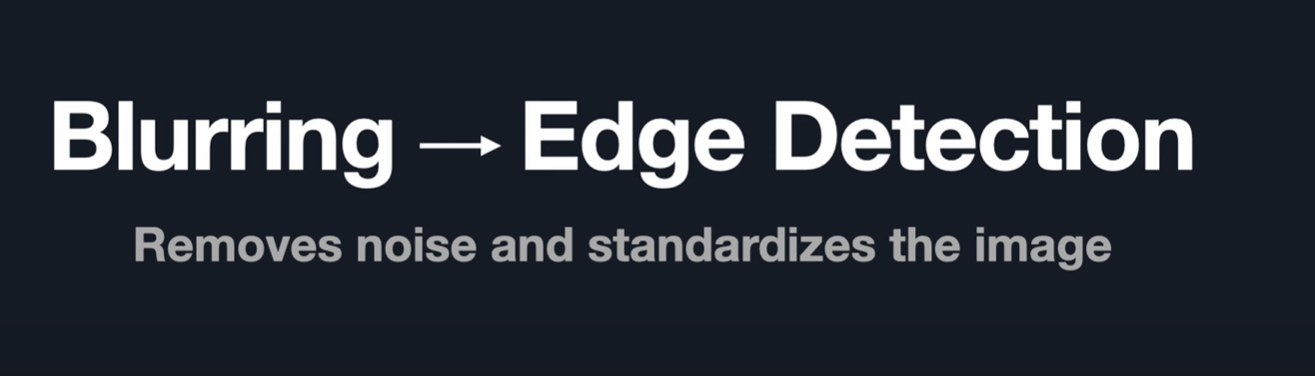 Blurring → Edge Detection
Removes noise and standardizes the image